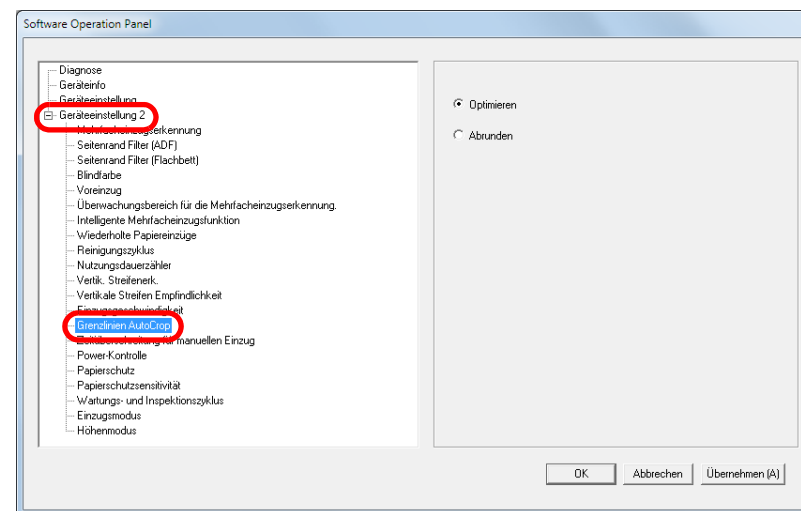 Software Operation Panel
Diagnose
Geräteinfo
Geräteeinstellung
Geräteeinstellung 2
Mehrfacheinzugserkennung
Seitenrand Filter (ADF)
Seitenrand Filter (Flachbett)
Blindfarbe
Voreinzug
Überwachungsbereich für die Mehrfacheinzugserkennung.
Intelligente Mehrfacheinzugsfunktion
Wiederholte Papiereinzüge
Reinigungszyklus
Nutzungsdauerzähler
Vertik. Streifenerk.
Vertikale Streifen Empfindlichkeit
Einzugsgeschwindigkeit
Grenzlinien AutoCrop
Zeitüberschreitung für manuellen Einzug
Power-Kontrolle
Papierschutz
Papierschutzsensitivität
Wartungs- und Inspektionszyklus
Einzugsmodus
Höhenmodus
Optimieren
Abrunden
OK
Abbrechen
Übernehmen (A)